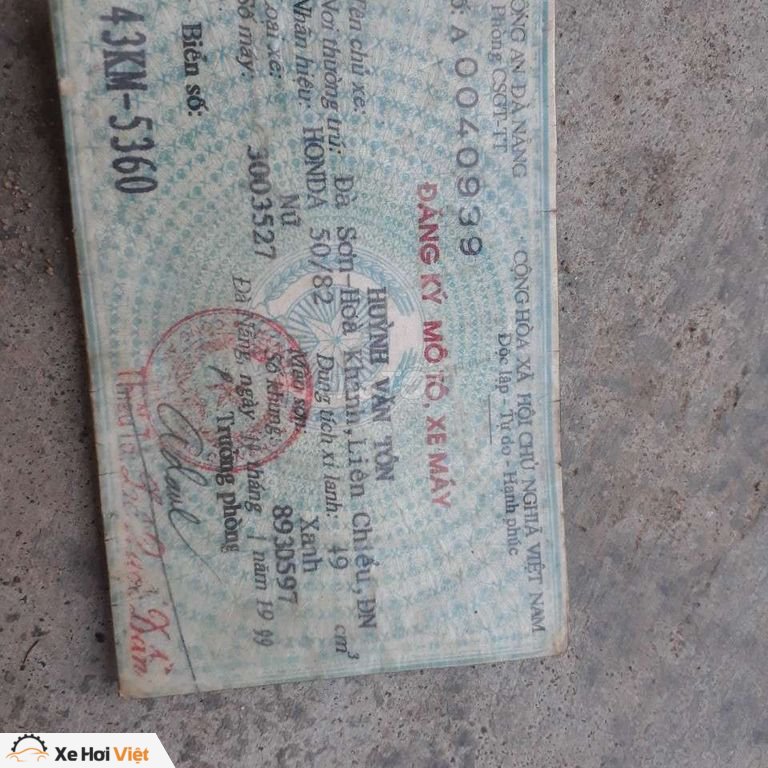 CỘNG HÒA XÃ HỘI CHỦ NGHĨA VIỆT NAM
Độc lập - Tự do - Hạnh phúc
CÔNG AN ĐÀ NẴNG
Phòng CSGT-TT
Số: A 0040939
ĐĂNG KÝ MÔ TÔ, XE MÁY
Tên chủ xe: HUỲNH VĂN TÔN
Nơi thường trú: Đà Sơn-Hoà Khánh,Liên Chiểu,ĐN
Nhãn hiệu: HONDA 50/82 Dung tích xi lanh: 49 cm³
Loại xe: Nữ Màu sơn: Xanh
Số máy: 3003527 Số khung: 8930597
Đà Nẵng, ngày tháng 1 năm 19
Biển số: Trưởng phòng
43KM-5360
Xe Hơi Việt